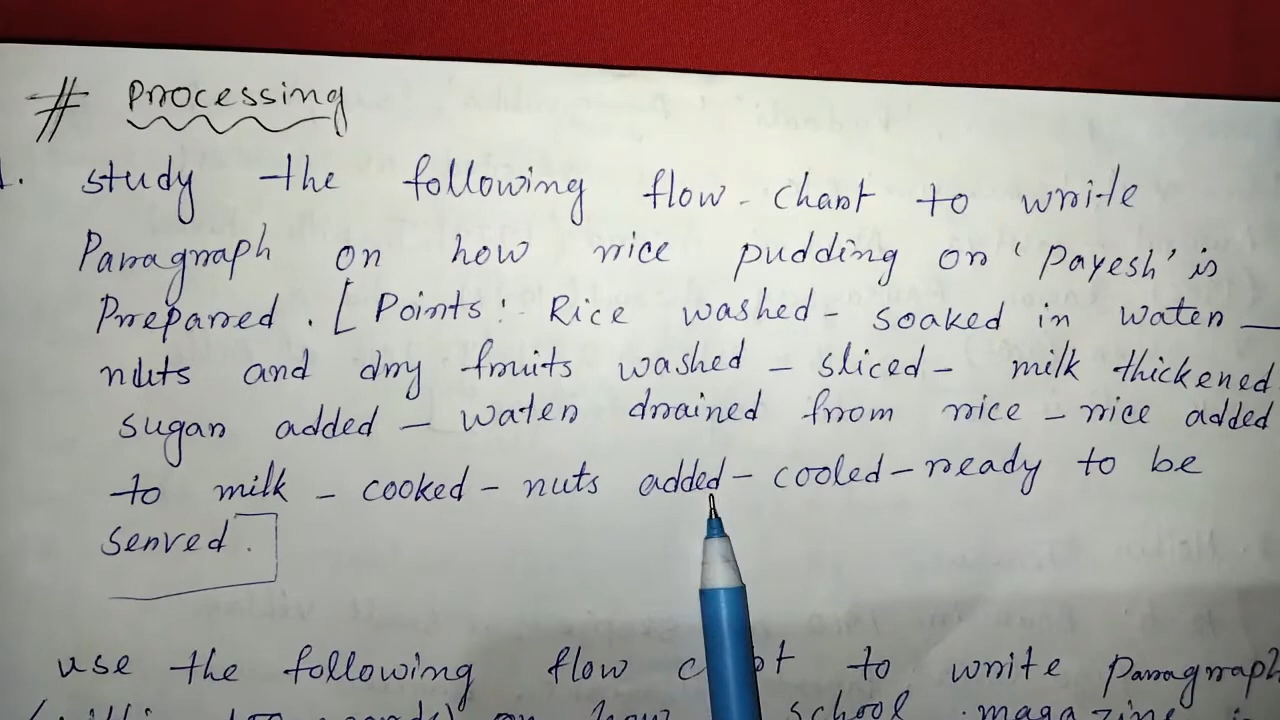 # Processing
1. study the following flow - chart to write
Paragraph on how rice pudding or 'Payesh' is
Prepared. [Points :- Rice washed - soaked in water -
nuts and dry fruits washed - sliced - milk thickened
sugar added - water drained from rice - rice added
to milk - cooked - nuts added - cooled - ready to be
served.]
use the following flow to write Paragraph
school magazine